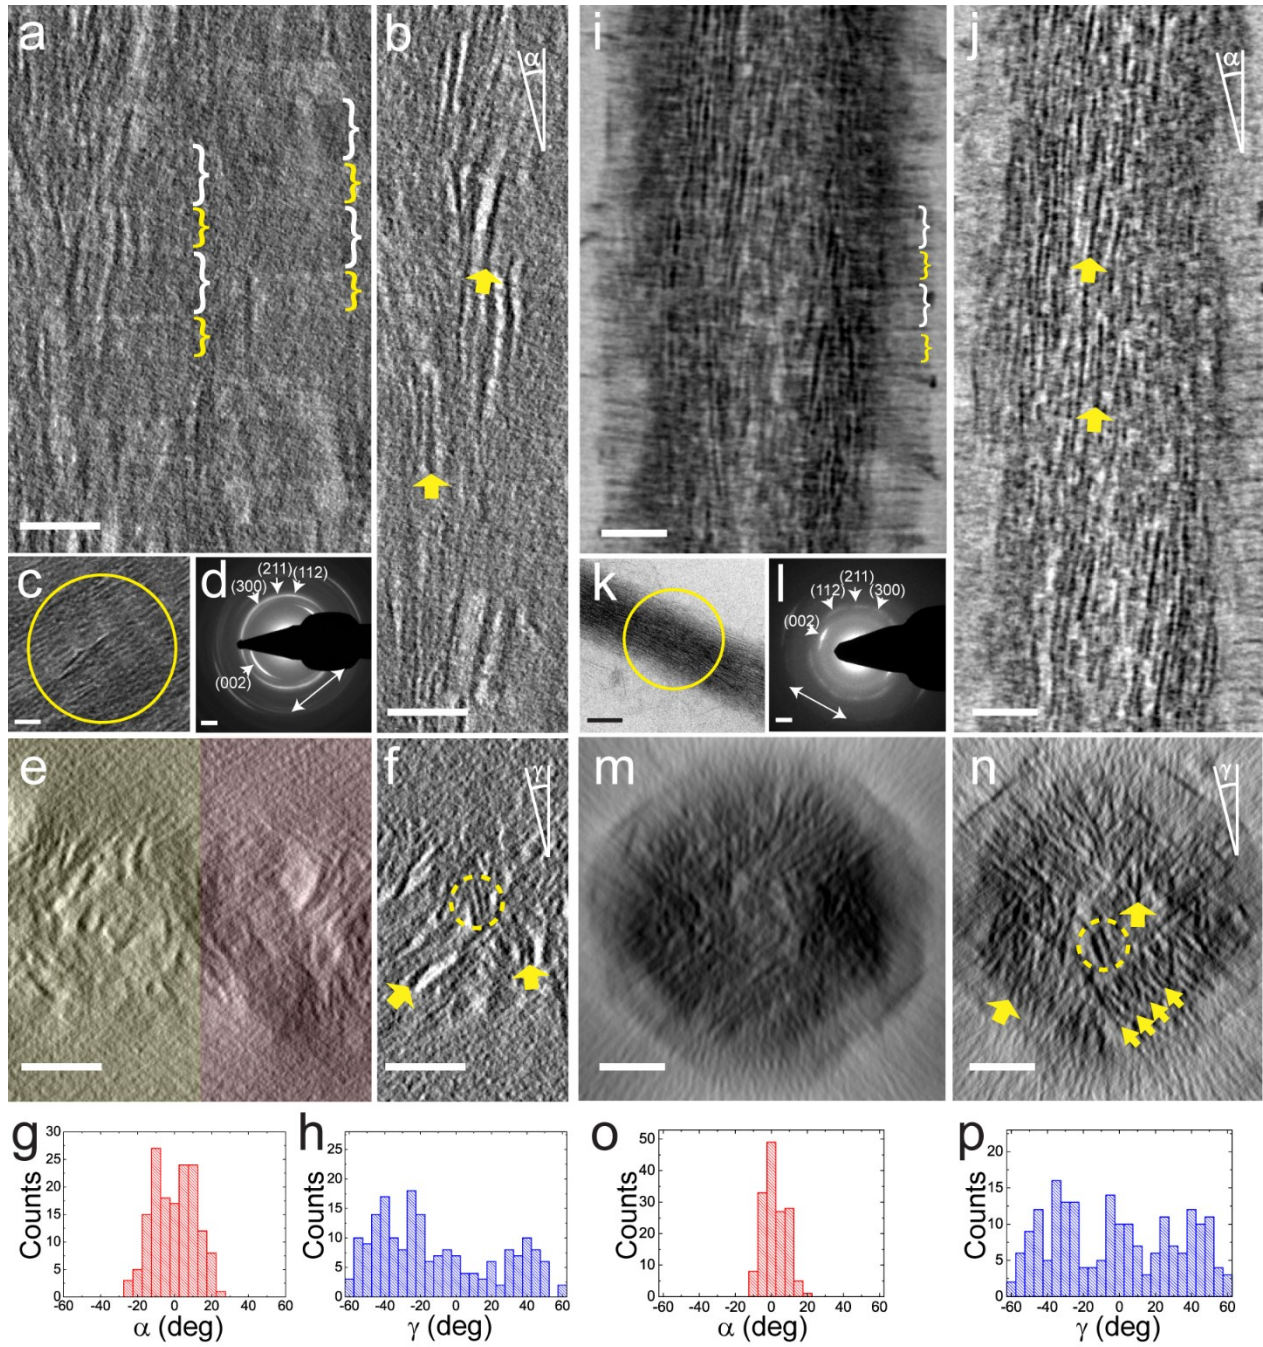 a
b
i
j
α
α
c
d
(300)
(211)
(112)
(002)
k
l
(002)
(112)
(211)
(300)
e
f
γ
m
n
γ
g
h
o
p
Counts
30
25
20
15
10
5
0
-60 -40 -20 0 20 40 60
α (deg)
Counts
25
20
15
10
5
0
-60 -40 -20 0 20 40 60
γ (deg)
Counts
50
40
30
20
10
0
-60 -40 -20 0 20 40 60
α (deg)
Counts
20
15
10
5
0
-60 -40 -20 0 20 40 60
γ (deg)